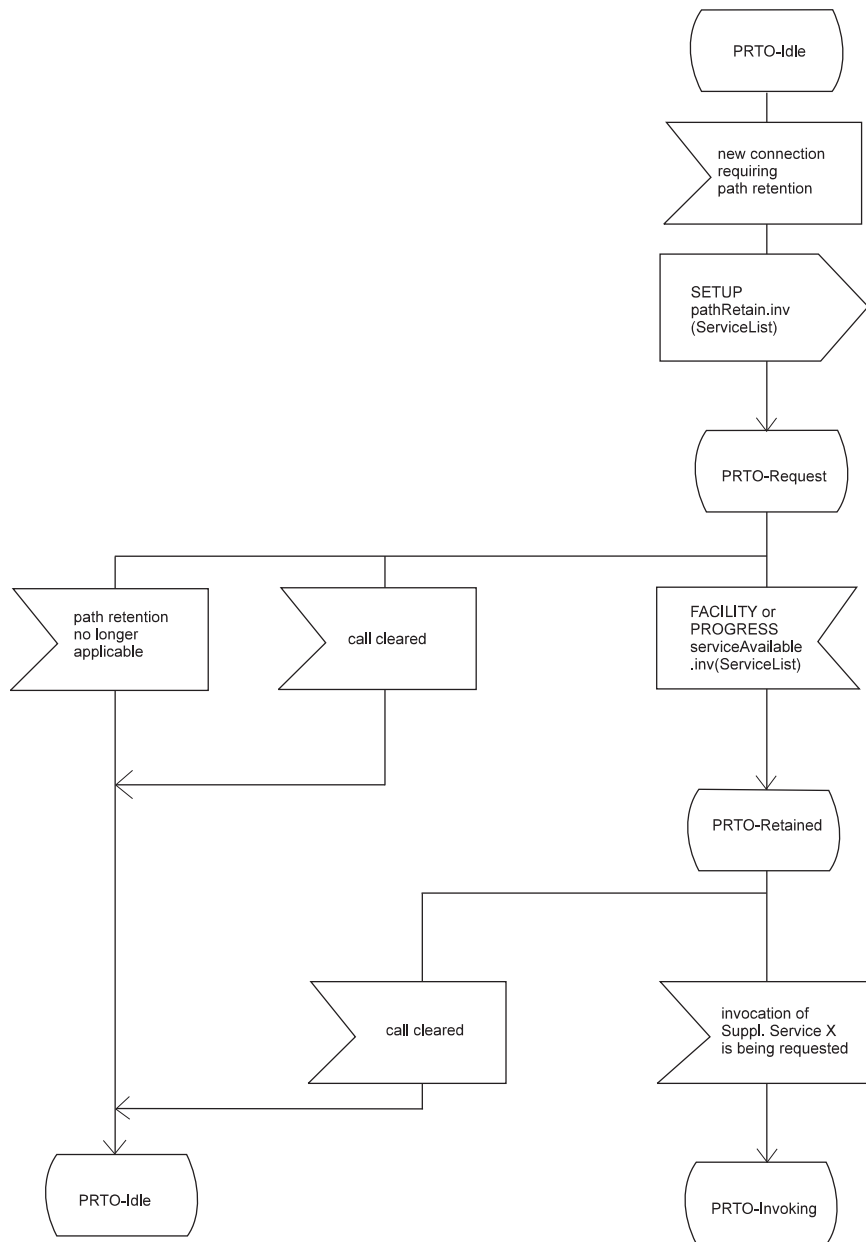 PRTO-Idle
new connection
requiring
path retention
SETUP
pathRetain.inv
(ServiceList)
PRTO-Request
path retention
no longer
applicable
call cleared
FACILITY or
PROGRESS
serviceAvailable
.inv(ServiceList)
PRTO-Retained
call cleared
invocation of
Suppl. Service X
is being requested
PRTO-Idle
PRTO-Invoking